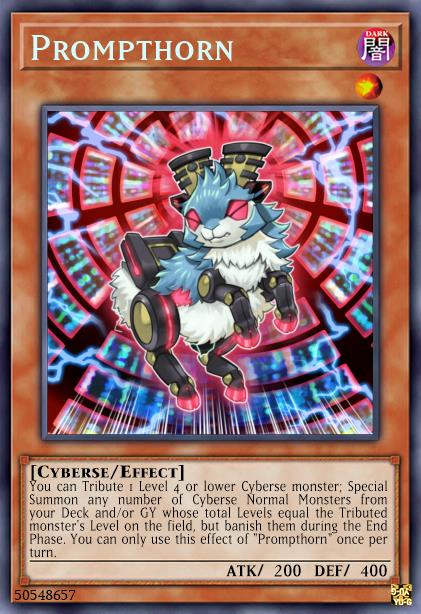 Prompthorn
DARK
闇
[Cyberse/Effect]
You can Tribute 1 Level 4 or lower Cyberse monster; Special
Summon any number of Cyberse Normal Monsters from
your Deck and/or GY whose total Levels equal the Tributed
monster's Level on the field, but banish them during the End
Phase. You can only use this effect of "Prompthorn" once per
turn.
ATK/ 200 DEF/ 400
50548657